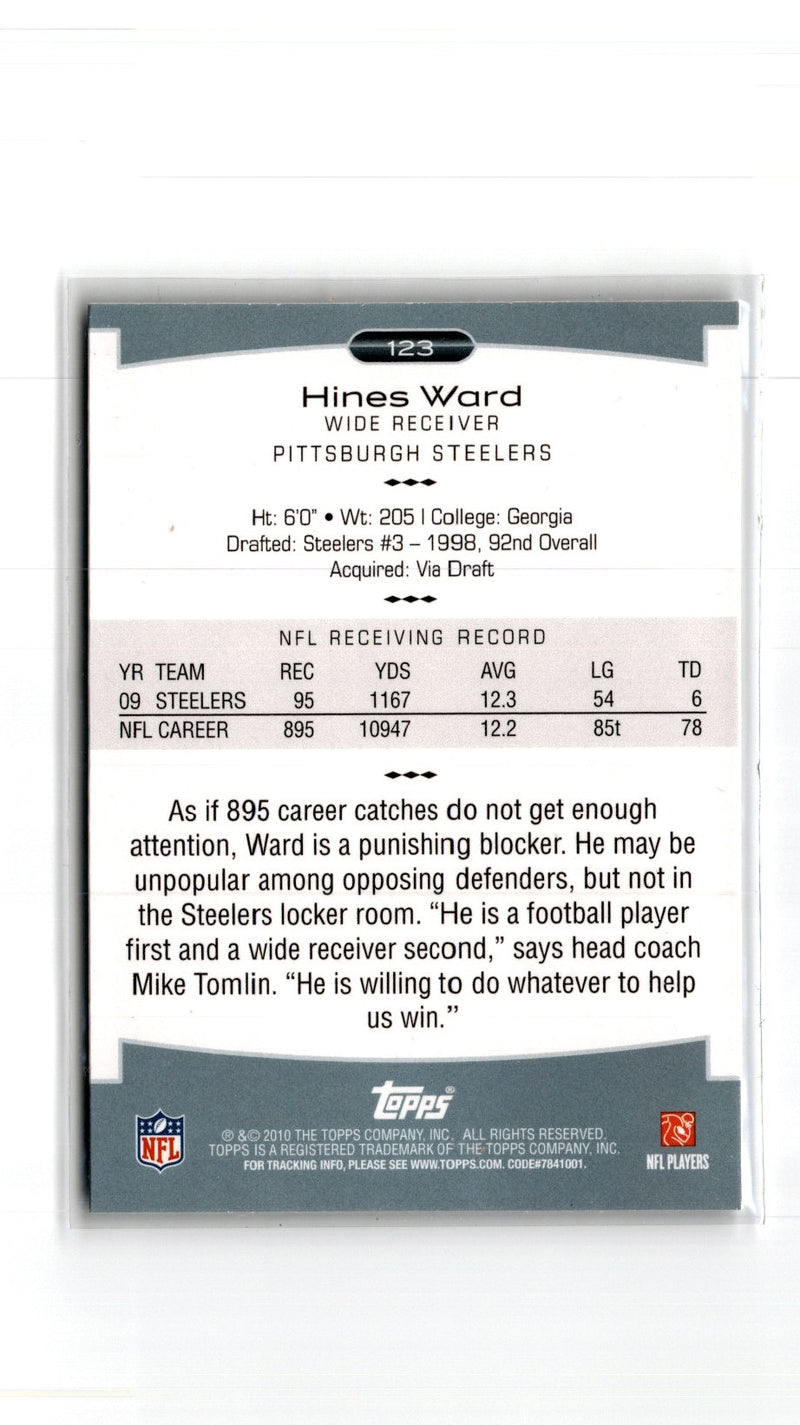 123
Hines Ward
WIDE RECEIVER
PITTSBURGH STEELERS
Ht: 6'0" • Wt: 205 | College: Georgia
Drafted: Steelers #3 – 1998, 92nd Overall
Acquired: Via Draft
NFL RECEIVING RECORD
YR TEAM REC YDS AVG LG TD
09 STEELERS 95 1167 12.3 54 6
NFL CAREER 895 10947 12.2 85t 78
As if 895 career catches do not get enough
attention, Ward is a punishing blocker. He may be
unpopular among opposing defenders, but not in
the Steelers locker room. “He is a football player
first and a wide receiver second,” says head coach
Mike Tomlin. “He is willing to do whatever to help
us win.”
Topps®
® & © 2010 THE TOPPS COMPANY, INC. ALL RIGHTS RESERVED.
TOPPS IS A REGISTERED TRADEMARK OF THE TOPPS COMPANY, INC.
FOR TRACKING INFO, PLEASE SEE WWW.TOPPS.COM. CODE#7841001.
NFL
NFL PLAYERS